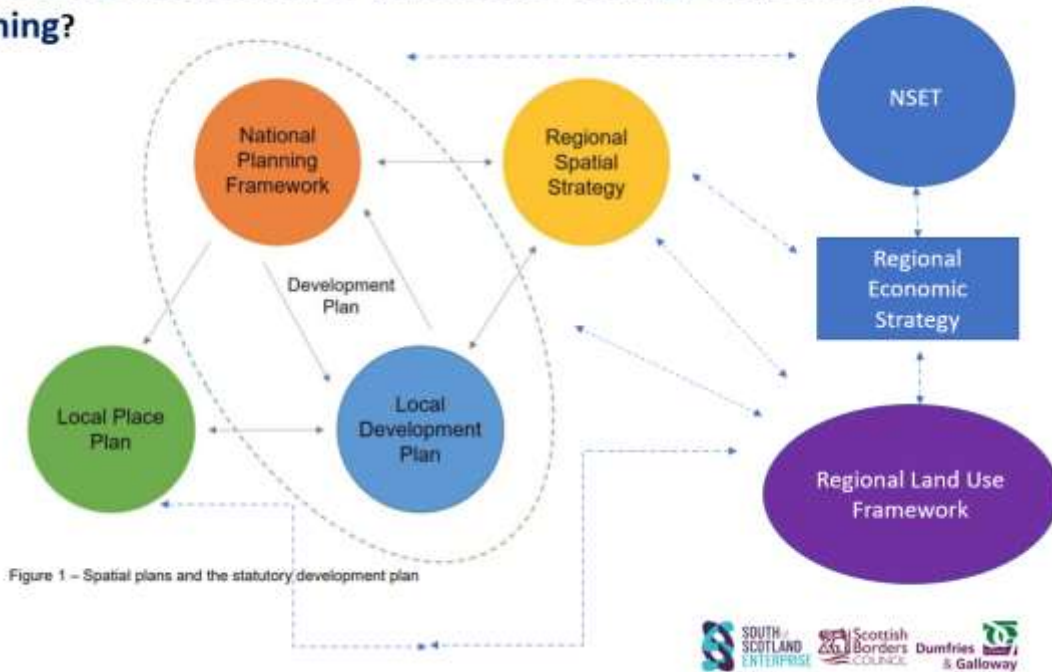 ning?
National
Planning
Framework
Regional
Spatial
Strategy
NSET
Development
Plan
Regional
Economic
Strategy
Local Place
Plan
Local
Development
Plan
Regional Land Use
Framework
Figure 1 – Spatial plans and the statutory development plan
SOUTH of
SCOTLAND
ENTERPRISE
Scottish
Borders
COUNCIL
Dumfries
& Galloway